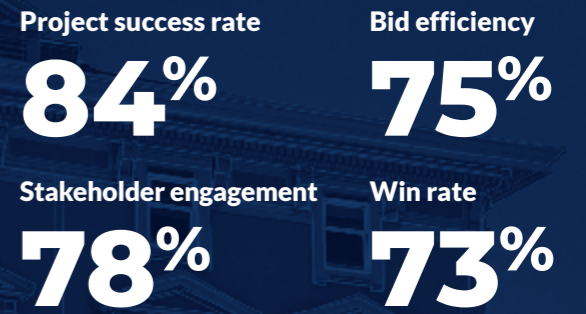 Project success rate
84%
Bid efficiency
75%
Stakeholder engagement
78%
Win rate
73%